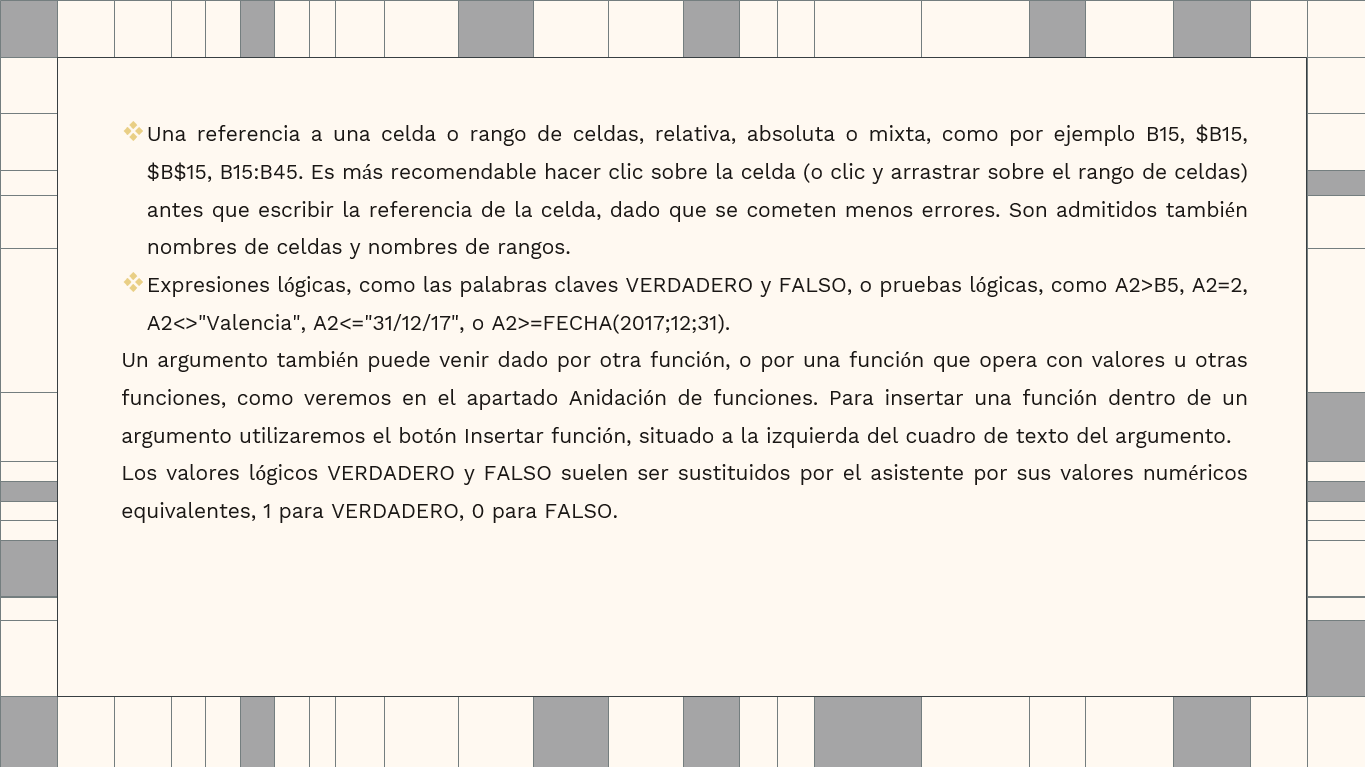 ❖Una referencia a una celda o rango de celdas, relativa, absoluta o mixta, como por ejemplo B15, $B15,
$B$15, B15:B45. Es más recomendable hacer clic sobre la celda (o clic y arrastrar sobre el rango de celdas)
antes que escribir la referencia de la celda, dado que se cometen menos errores. Son admitidos también
nombres de celdas y nombres de rangos.
❖Expresiones lógicas, como las palabras claves VERDADERO y FALSO, o pruebas lógicas, como A2>B5, A2=2,
A2<>"Valencia", A2<="31/12/17", o A2>=FECHA(2017;12;31).
Un argumento también puede venir dado por otra función, o por una función que opera con valores u otras
funciones, como veremos en el apartado Anidación de funciones. Para insertar una función dentro de un
argumento utilizaremos el botón Insertar función, situado a la izquierda del cuadro de texto del argumento.
Los valores lógicos VERDADERO y FALSO suelen ser sustituidos por el asistente por sus valores numéricos
equivalentes, 1 para VERDADERO, 0 para FALSO.